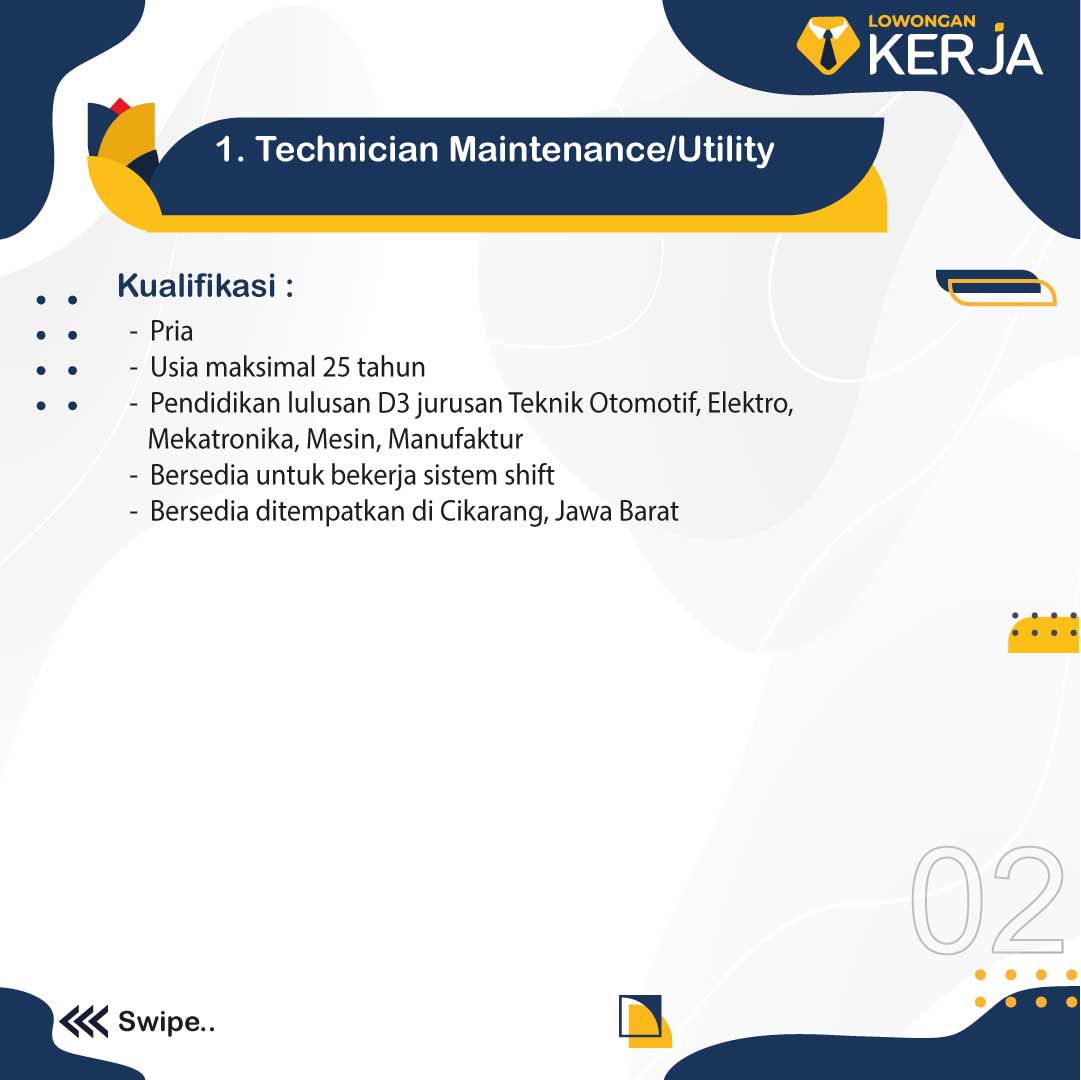 LOWONGAN
KERJA
1. Technician Maintenance/Utility
Kualifikasi :
- Pria
- Usia maksimal 25 tahun
- Pendidikan lulusan D3 jurusan Teknik Otomotif, Elektro,
Mekatronika, Mesin, Manufaktur
- Bersedia untuk bekerja sistem shift
- Bersedia ditempatkan di Cikarang, Jawa Barat
02
Swipe..